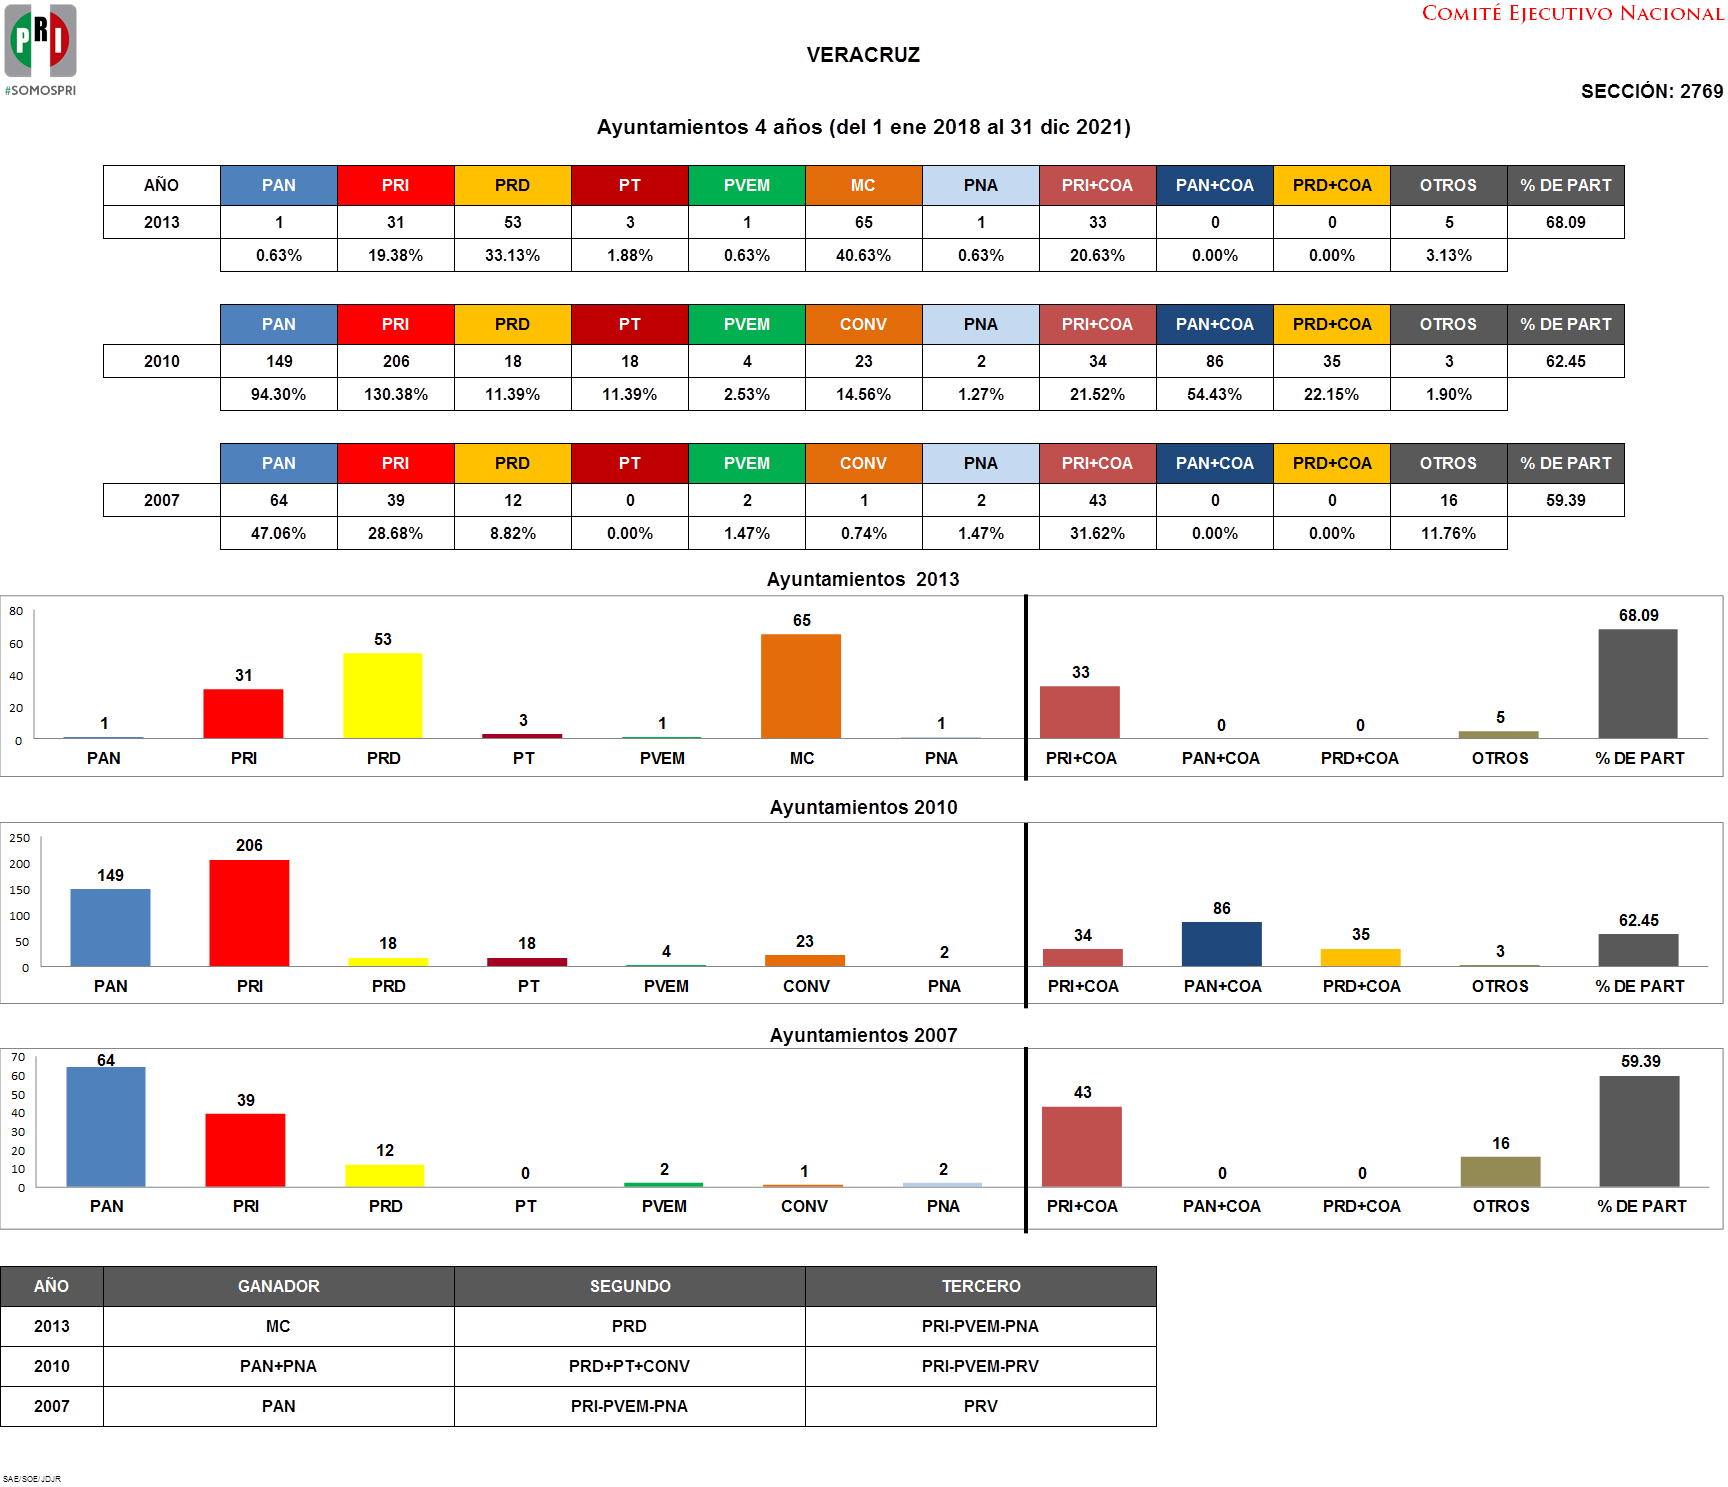 PRI
#SOMOSPRI
COMITÉ EJECUTIVO NACIONAL
VERACRUZ
SECCIÓN: 2769
Ayuntamientos 4 años (del 1 ene 2018 al 31 dic 2021)
AÑO PAN PRI PRD PT PVEM MC PNA PRI+COA PAN+COA PRD+COA OTROS % DE PART
2013 1 31 53 3 1 65 1 33 0 0 5 68.09
0.63% 19.38% 33.13% 1.88% 0.63% 40.63% 0.63% 20.63% 0.00% 0.00% 3.13%
PAN PRI PRD PT PVEM CONV PNA PRI+COA PAN+COA PRD+COA OTROS % DE PART
2010 149 206 18 18 4 23 2 34 86 35 3 62.45
94.30% 130.38% 11.39% 11.39% 2.53% 14.56% 1.27% 21.52% 54.43% 22.15% 1.90%
PAN PRI PRD PT PVEM CONV PNA PRI+COA PAN+COA PRD+COA OTROS % DE PART
2007 64 39 12 0 2 1 2 43 0 0 16 59.39
47.06% 28.68% 8.82% 0.00% 1.47% 0.74% 1.47% 31.62% 0.00% 0.00% 11.76%
Ayuntamientos 2013
80
60
40
20
0
1 31 53 3 1 65 1 33 0 0 5 68.09
PAN PRI PRD PT PVEM MC PNA PRI+COA PAN+COA PRD+COA OTROS % DE PART
Ayuntamientos 2010
250
200
150
100
50
0
149 206 18 18 4 23 2 34 86 35 3 62.45
PAN PRI PRD PT PVEM CONV PNA PRI+COA PAN+COA PRD+COA OTROS % DE PART
Ayuntamientos 2007
70
60
50
40
30
20
10
0
64 39 12 0 2 1 2 43 0 0 16 59.39
PAN PRI PRD PT PVEM CONV PNA PRI+COA PAN+COA PRD+COA OTROS % DE PART
AÑO GANADOR SEGUNDO TERCERO
2013 MC PRD PRI-PVEM-PNA
2010 PAN+PNA PRD+PT+CONV PRI-PVEM-PRV
2007 PAN PRI-PVEM-PNA PRV
SAE/SOE/JDJR